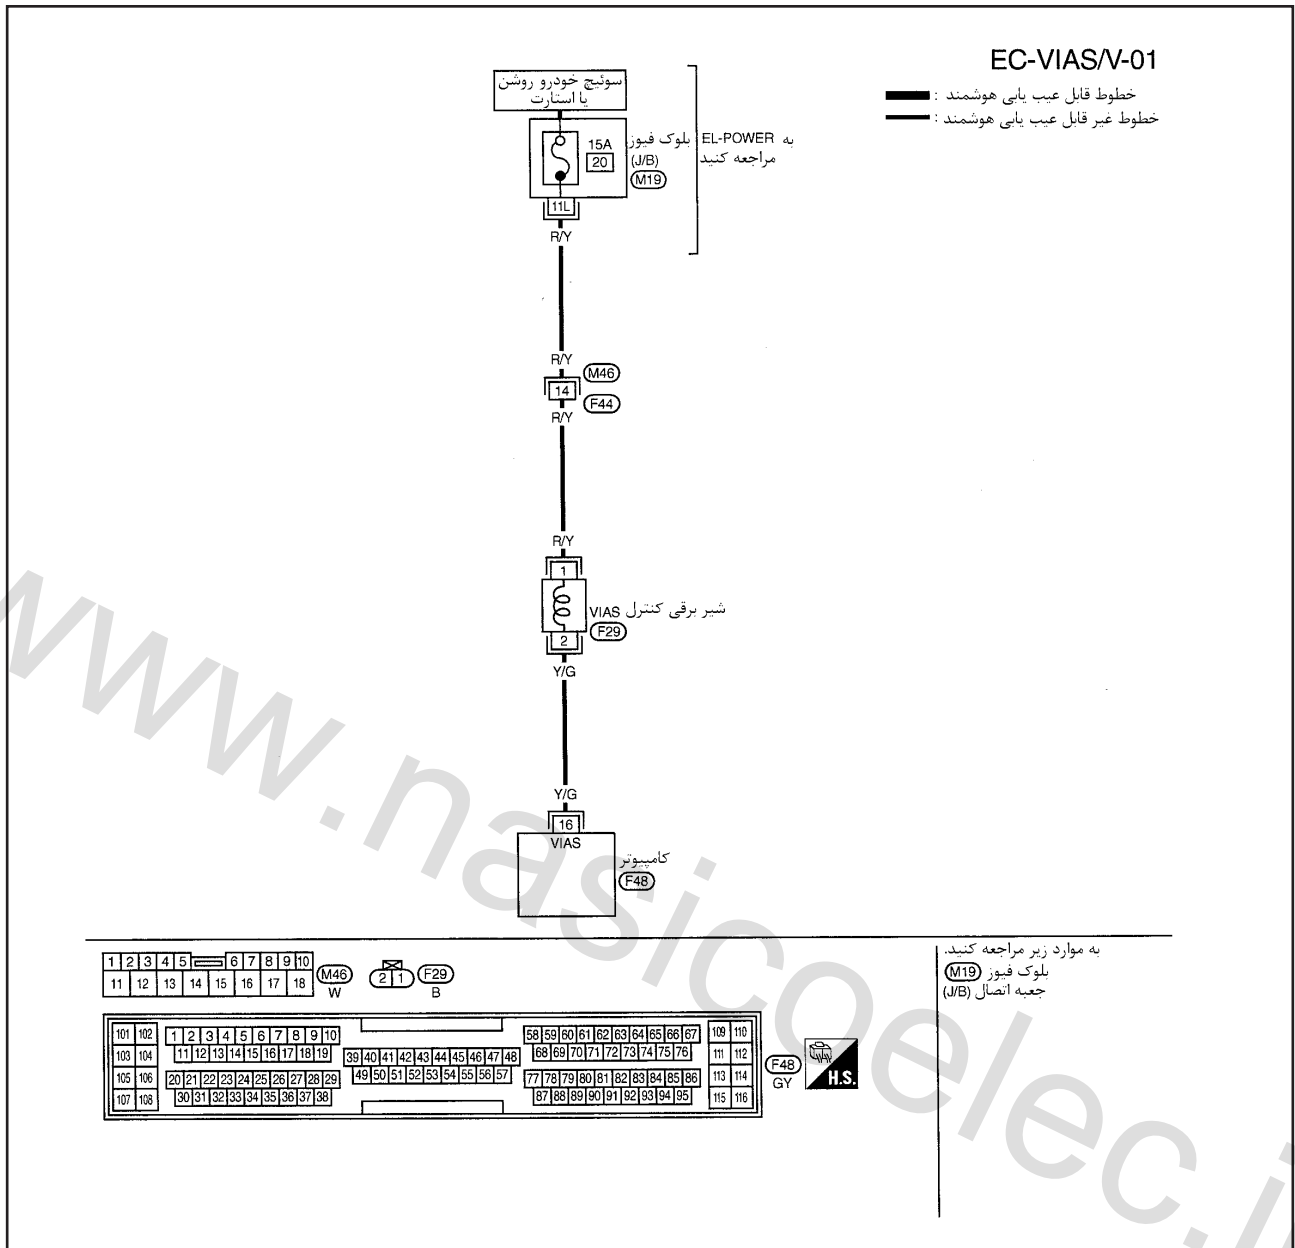 EC-VIAS/V-01
خطوط قابل عیب یابی هوشمند :
خطوط غیر قابل عیب یابی هوشمند :
سوئیچ خودرو روشن
یا استارت
15A
20
بلوک فیوز
(J/B)
M19
به EL-POWER
مراجعه کنید
11L
R/Y
R/Y
M46
14
F44
R/Y
R/Y
1
شیر برقی کنترل VIAS
F29
2
Y/G
Y/G
16
VIAS
کامپیوتر
F48
1 2 3 4 5 6 7 8 9 10
11 12 13 14 15 16 17 18
M46
W
2 1
F29
B
به موارد زیر مراجعه کنید.
بلوک فیوز M19
جعبه اتصال (J/B)
101 102
103 104
105 106
107 108
1 2 3 4 5 6 7 8 9 10
11 12 13 14 15 16 17 18 19
20 21 22 23 24 25 26 27 28 29
30 31 32 33 34 35 36 37 38
39 40 41 42 43 44 45 46 47 48
49 50 51 52 53 54 55 56 57
58 59 60 61 62 63 64 65 66 67
68 69 70 71 72 73 74 75 76
77 78 79 80 81 82 83 84 85 86
87 88 89 90 91 92 93 94 95
109 110
111 112
113 114
115 116
F48
GY
H.S.
www.nasicoelec.i